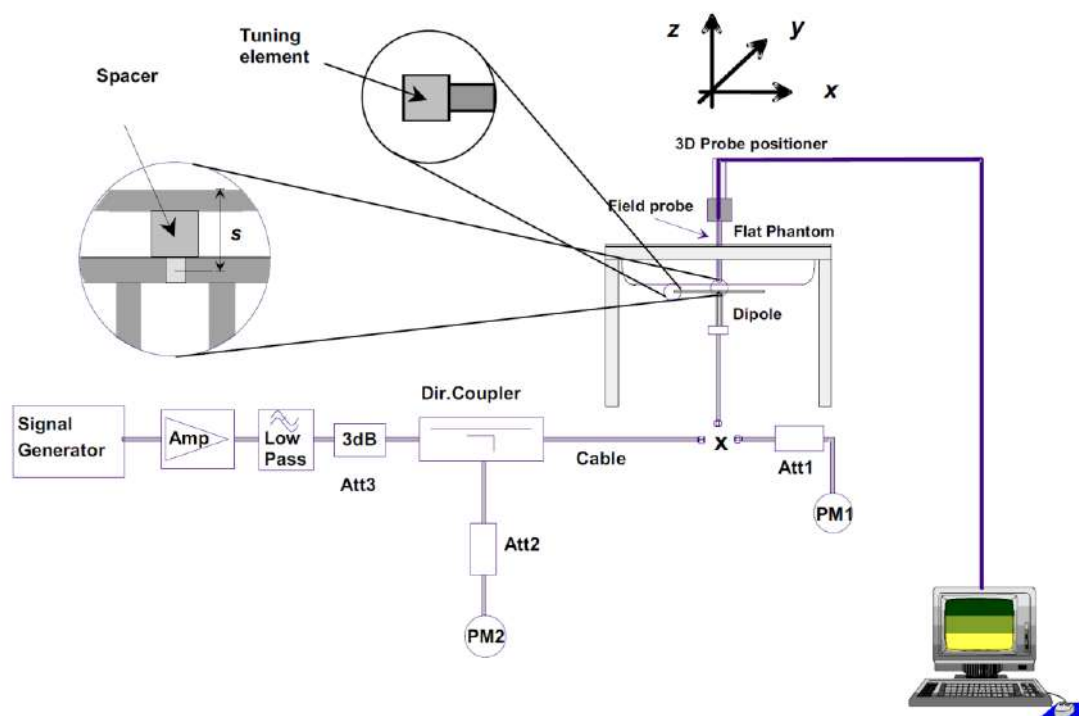 Tuning
element
Spacer
s
z
y
x
3D Probe positioner
Field probe
Flat Phantom
Dipole
Dir.Coupler
Signal
Generator
Amp
Low
Pass
3dB
Att3
Cable
x
Att1
PM1
Att2
PM2